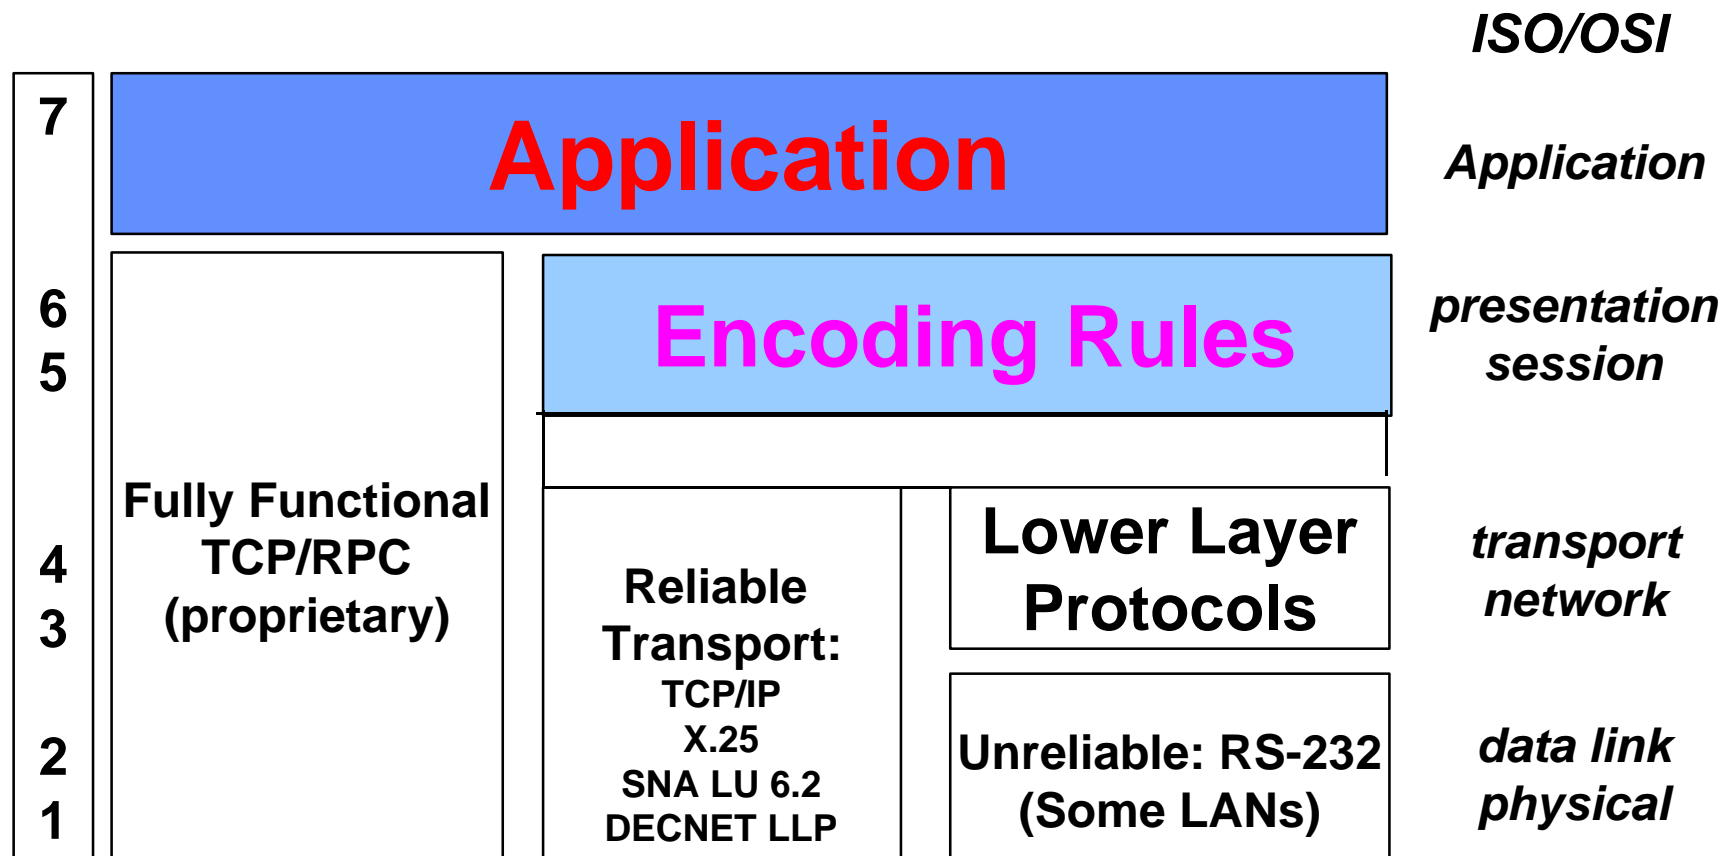 ISO/OSI
7
Application
Application
6
5
Encoding Rules
presentation
session
Fully Functional
TCP/RPC
(proprietary)
4
3
Reliable
Transport:
TCP/IP
X.25
SNA LU 6.2
DECNET LLP
Lower Layer
Protocols
transport
network
2
1
Unreliable: RS-232
(Some LANs)
data link
physical